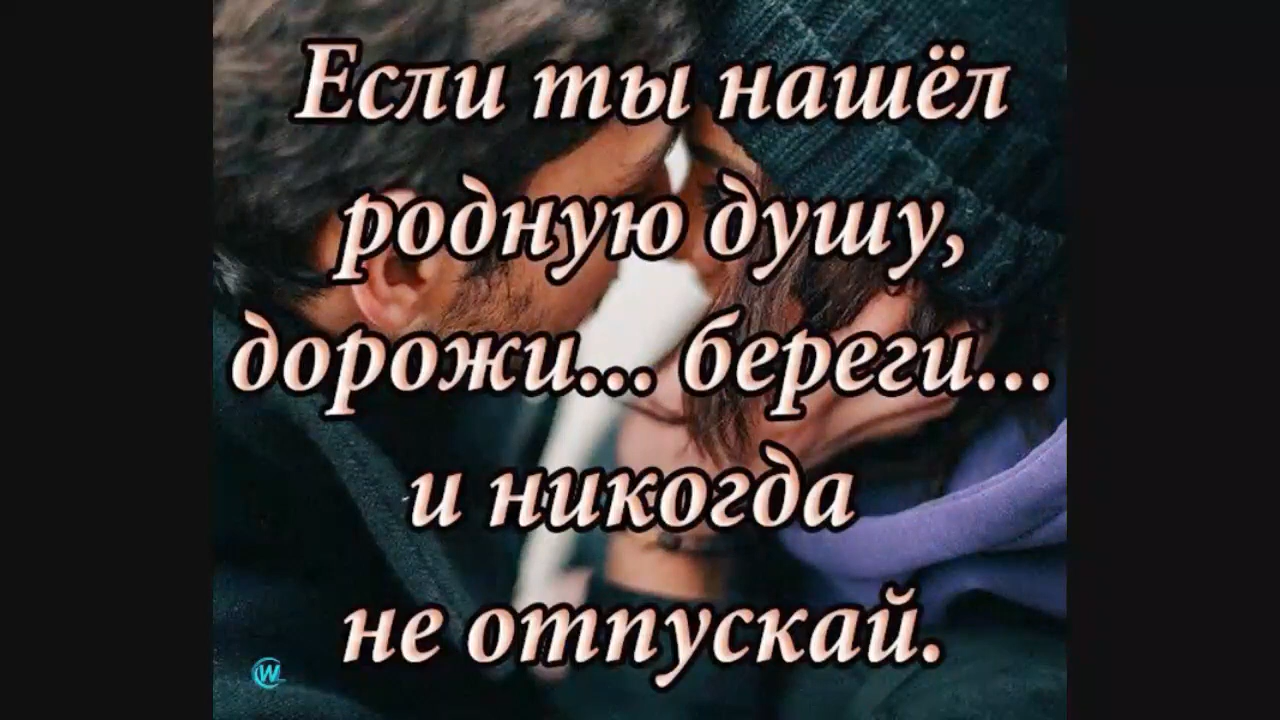 Если ты нашёл
родную душу,
дорожи... береги...
и никогда
не отпускай.
W